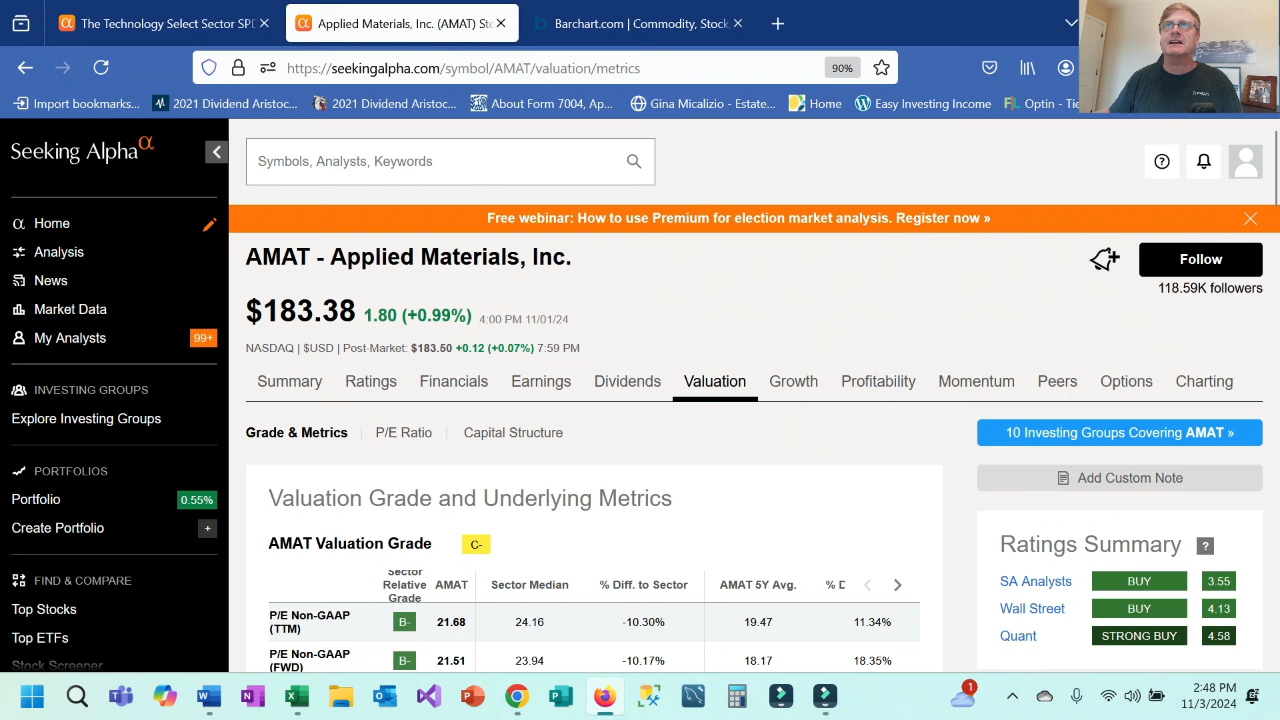 The Technology Select Sector SPD
Applied Materials, Inc. (AMAT) Sto
Barchart.com | Commodity, Stock
https://seekingalpha.com/symbol/AMAT/valuation/metrics
90%
Import bookmarks...
2021 Dividend Aristoc...
2021 Dividend Aristoc...
About Form 7004, Ap...
Gina Micalizio - Estate...
Home
Easy Investing Income
Optin - Tie
Seeking Alpha α
Symbols, Analysts, Keywords
Free webinar: How to use Premium for election market analysis. Register now »
Home
Analysis
News
Market Data
My Analysts 99+
INVESTING GROUPS
Explore Investing Groups
PORTFOLIOS
Portfolio 0.55%
Create Portfolio +
FIND & COMPARE
Top Stocks
Top ETFs
Stock Screener
AMAT - Applied Materials, Inc.
Follow
118.59K followers
$183.38 1.80 (+0.99%) 4:00 PM 11/01/24
NASDAQ | $USD | Post-Market: $183.50 +0.12 (+0.07%) 7:59 PM
Summary Ratings Financials Earnings Dividends Valuation Growth Profitability Momentum Peers Options Charting
Grade & Metrics P/E Ratio Capital Structure
10 Investing Groups Covering AMAT »
Add Custom Note
Valuation Grade and Underlying Metrics
AMAT Valuation Grade C-
Sector Relative Grade AMAT Sector Median % Diff. to Sector AMAT 5Y Avg. % D
P/E Non-GAAP (TTM) B- 21.68 24.16 -10.30% 19.47 11.34%
P/E Non-GAAP (FWD) B- 21.51 23.94 -10.17% 18.17 18.35%
Ratings Summary ?
SA Analysts BUY 3.55
Wall Street BUY 4.13
Quant STRONG BUY 4.58
1
2:48 PM
11/3/2024